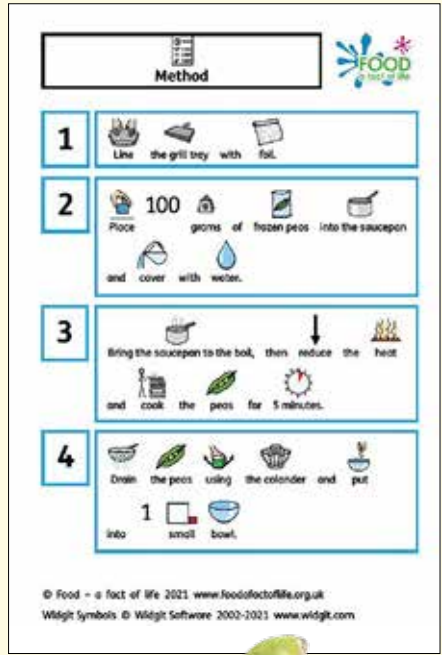 Method
FOOD
a fact of life
1
Line the grill tray with foil.
2
Place 100 grams of frozen peas into the saucepan
and cover with water.
3
Bring the saucepan to the boil, then reduce the heat
and cook the peas for 5 minutes.
4
Drain the peas using the colander and put
into 1 small bowl.
© Food – a fact of life 2021 www.foodafactoflife.org.uk
Widgit Symbols © Widgit Software 2002-2021 www.widgit.com